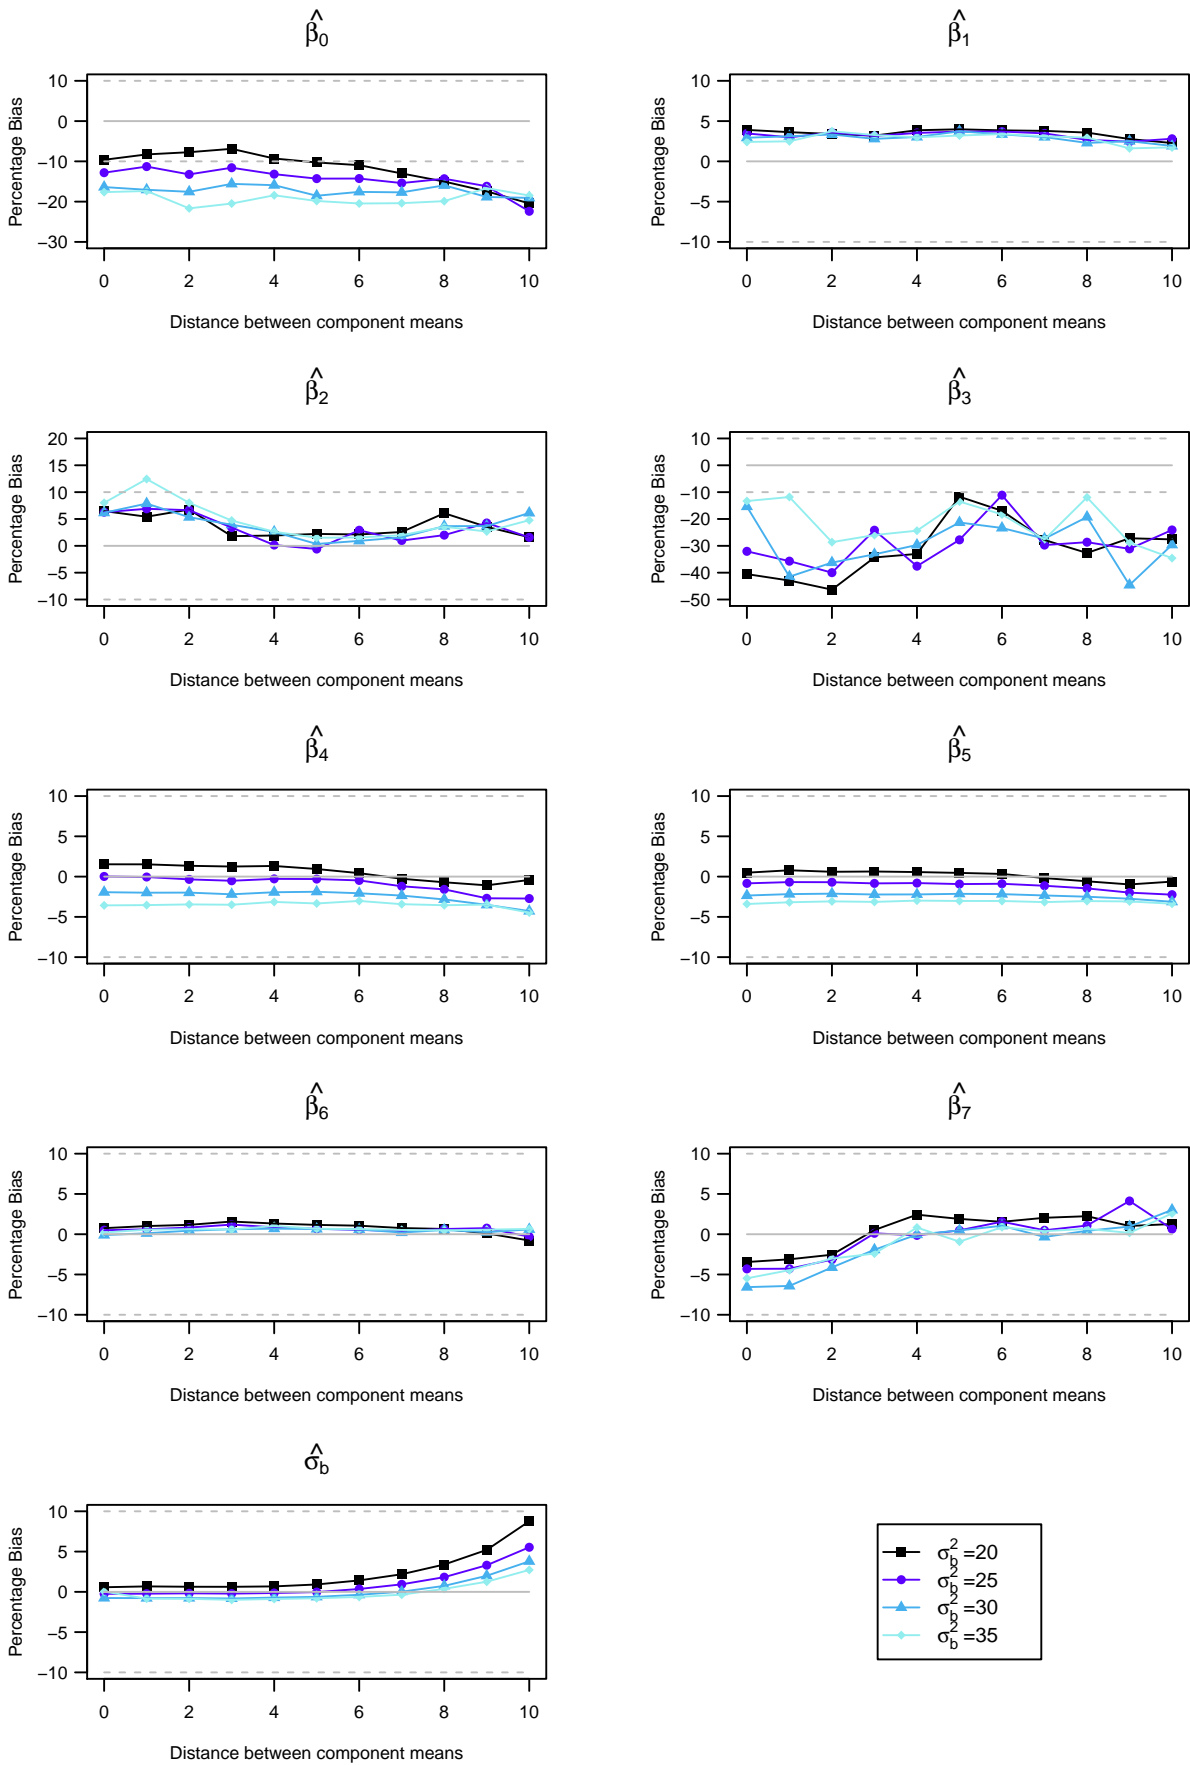 β̂0
Percentage Bias
10
0
−10
−20
−30
0 2 4 6 8 10
Distance between component means
β̂1
Percentage Bias
10
5
0
−5
−10
0 2 4 6 8 10
Distance between component means
β̂2
Percentage Bias
20
15
10
5
0
−5
−10
0 2 4 6 8 10
Distance between component means
β̂3
Percentage Bias
10
0
−10
−20
−30
−40
−50
0 2 4 6 8 10
Distance between component means
β̂4
Percentage Bias
10
5
0
−5
−10
0 2 4 6 8 10
Distance between component means
β̂5
Percentage Bias
10
5
0
−5
−10
0 2 4 6 8 10
Distance between component means
β̂6
Percentage Bias
10
5
0
−5
−10
0 2 4 6 8 10
Distance between component means
β̂7
Percentage Bias
10
5
0
−5
−10
0 2 4 6 8 10
Distance between component means
σ̂b
Percentage Bias
10
5
0
−5
−10
0 2 4 6 8 10
Distance between component means
σb2=20
σb2=25
σb2=30
σb2=35